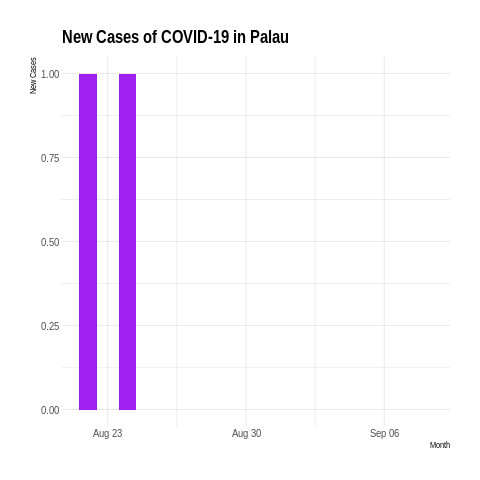 New Cases of COVID-19 in Palau
New Cases
1.00
0.75
0.50
0.25
0.00
Aug 23 Aug 30 Sep 06
Month